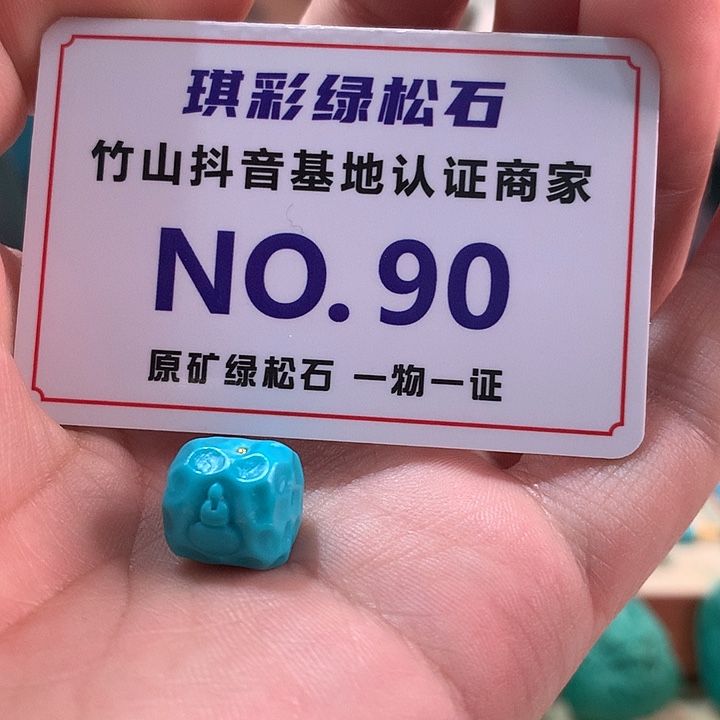 琪彩绿松石
竹山抖音基地认证商家
NO. 90
原矿绿松石 一物一证